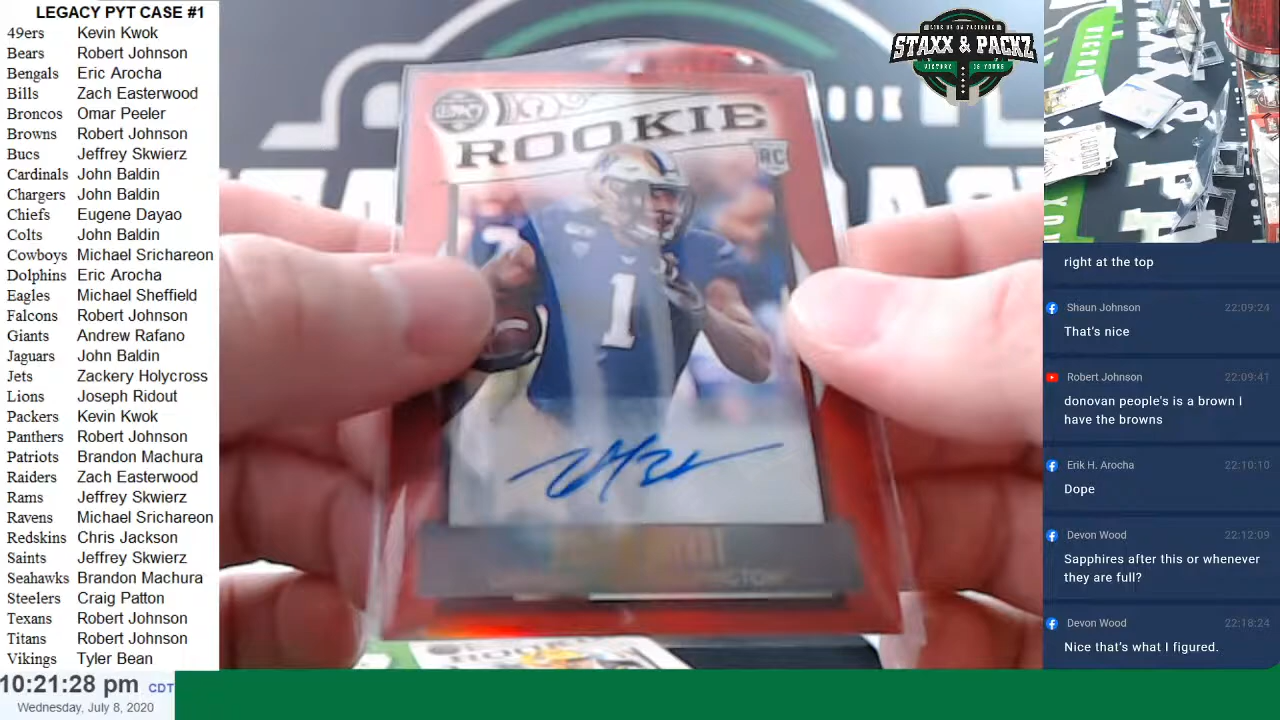 LEGACY PYT CASE #1
49ers Kevin Kwok
Bears Robert Johnson
Bengals Eric Arocha
Bills Zach Easterwood
Broncos Omar Peeler
Browns Robert Johnson
Bucs Jeffrey Skwierz
Cardinals John Baldin
Chargers John Baldin
Chiefs Eugene Dayao
Colts John Baldin
Cowboys Michael Srichareon
Dolphins Eric Arocha
Eagles Michael Sheffield
Falcons Robert Johnson
Giants Andrew Rafano
Jaguars John Baldin
Jets Zackery Holycross
Lions Joseph Ridout
Packers Kevin Kwok
Panthers Robert Johnson
Patriots Brandon Machura
Raiders Zach Easterwood
Rams Jeffrey Skwierz
Ravens Michael Srichareon
Redskins Chris Jackson
Saints Jeffrey Skwierz
Seahawks Brandon Machura
Steelers Craig Patton
Texans Robert Johnson
Titans Robert Johnson
Vikings Tyler Bean
10:21:28 pm CDT
Wednesday, July 8, 2020
ROOKIE
RC
1
STAXX & PACKZ
VICTORY IS YOURS
right at the top
Shaun Johnson 22:09:24
That's nice
Robert Johnson 22:09:41
donovan people's is a brown I
have the browns
Erik H. Arocha 22:10:10
Dope
Devon Wood 22:12:09
Sapphires after this or whenever
they are full?
Devon Wood 22:18:24
Nice that's what I figured.